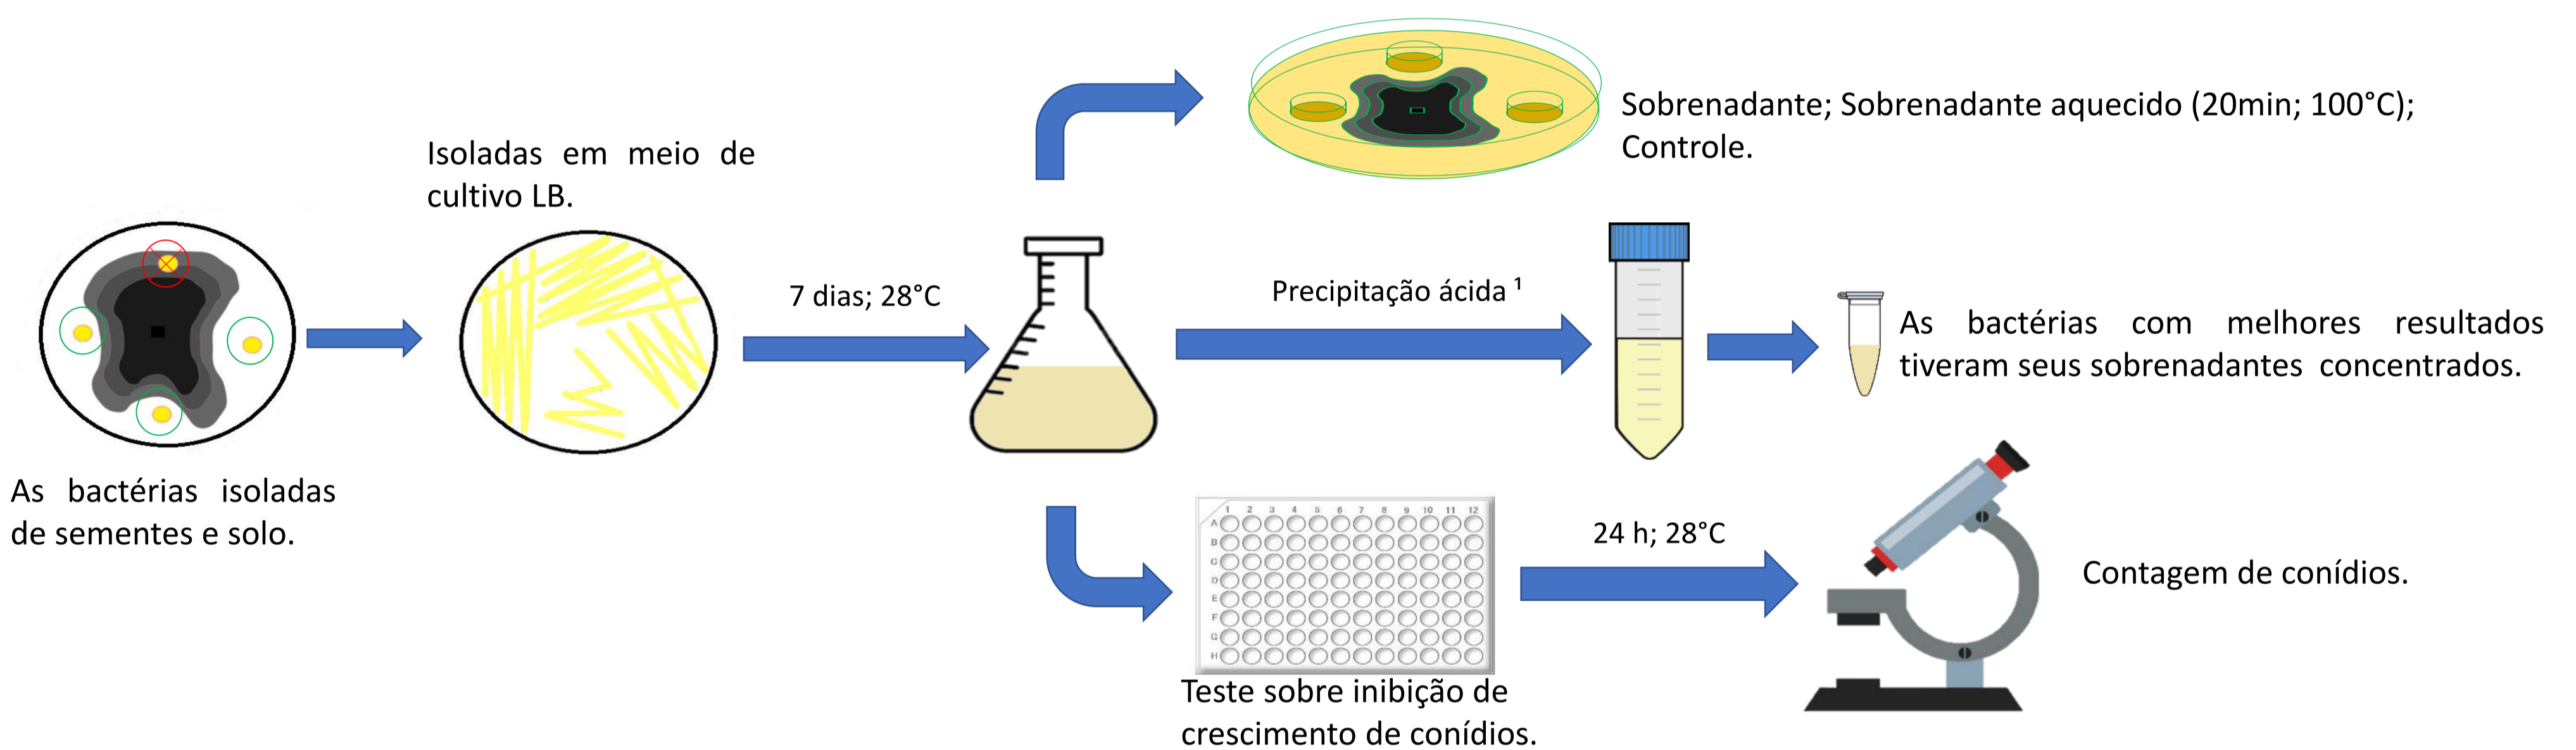 As bactérias isoladas
de sementes e solo.
Isoladas em meio de
cultivo LB.
7 dias; 28°C
Sobrenadante; Sobrenadante aquecido (20min; 100°C);
Controle.
Precipitação ácida ¹
As bactérias com melhores resultados
tiveram seus sobrenadantes concentrados.
1 2 3 4 5 6 7 8 9 10 11 12
A
B
C
D
E
F
G
H
Teste sobre inibição de
crescimento de conídios.
24 h; 28°C
Contagem de conídios.